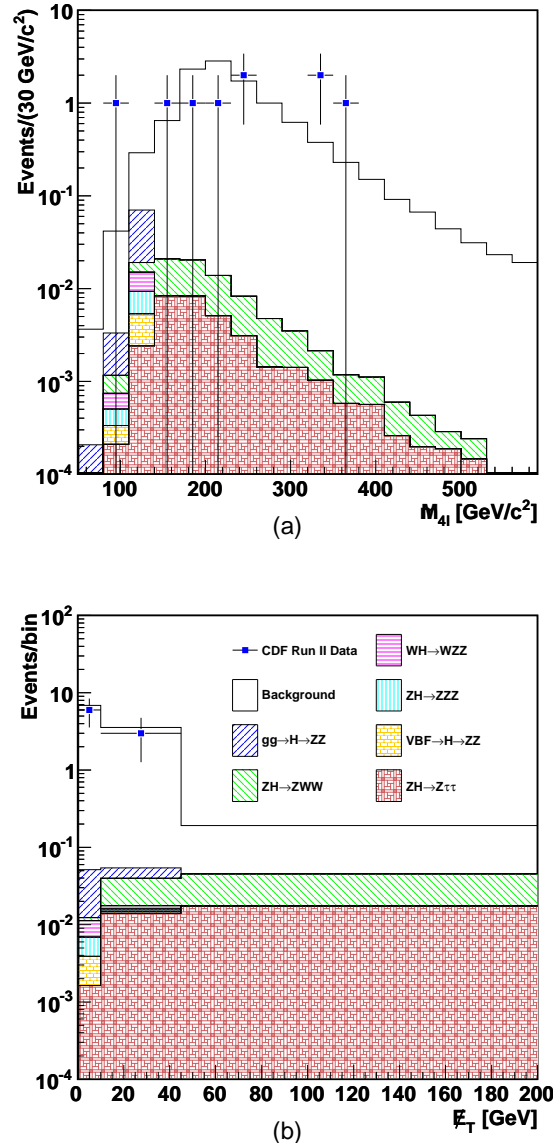 Events/(30 GeV/c²)
10
1
10⁻¹
10⁻²
10⁻³
10⁻⁴
100 200 300 400 500
M₄ₗ [GeV/c²]
(a)
Events/bin
10²
10
1
10⁻¹
10⁻²
10⁻³
10⁻⁴
CDF Run II Data
Background
gg→H→ZZ
ZH→ZWW
WH→WZZ
ZH→ZZZ
VBF→H→ZZ
ZH→Zττ
0 20 40 60 80 100 120 140 160 180 200
E̸_T [GeV]
(b)